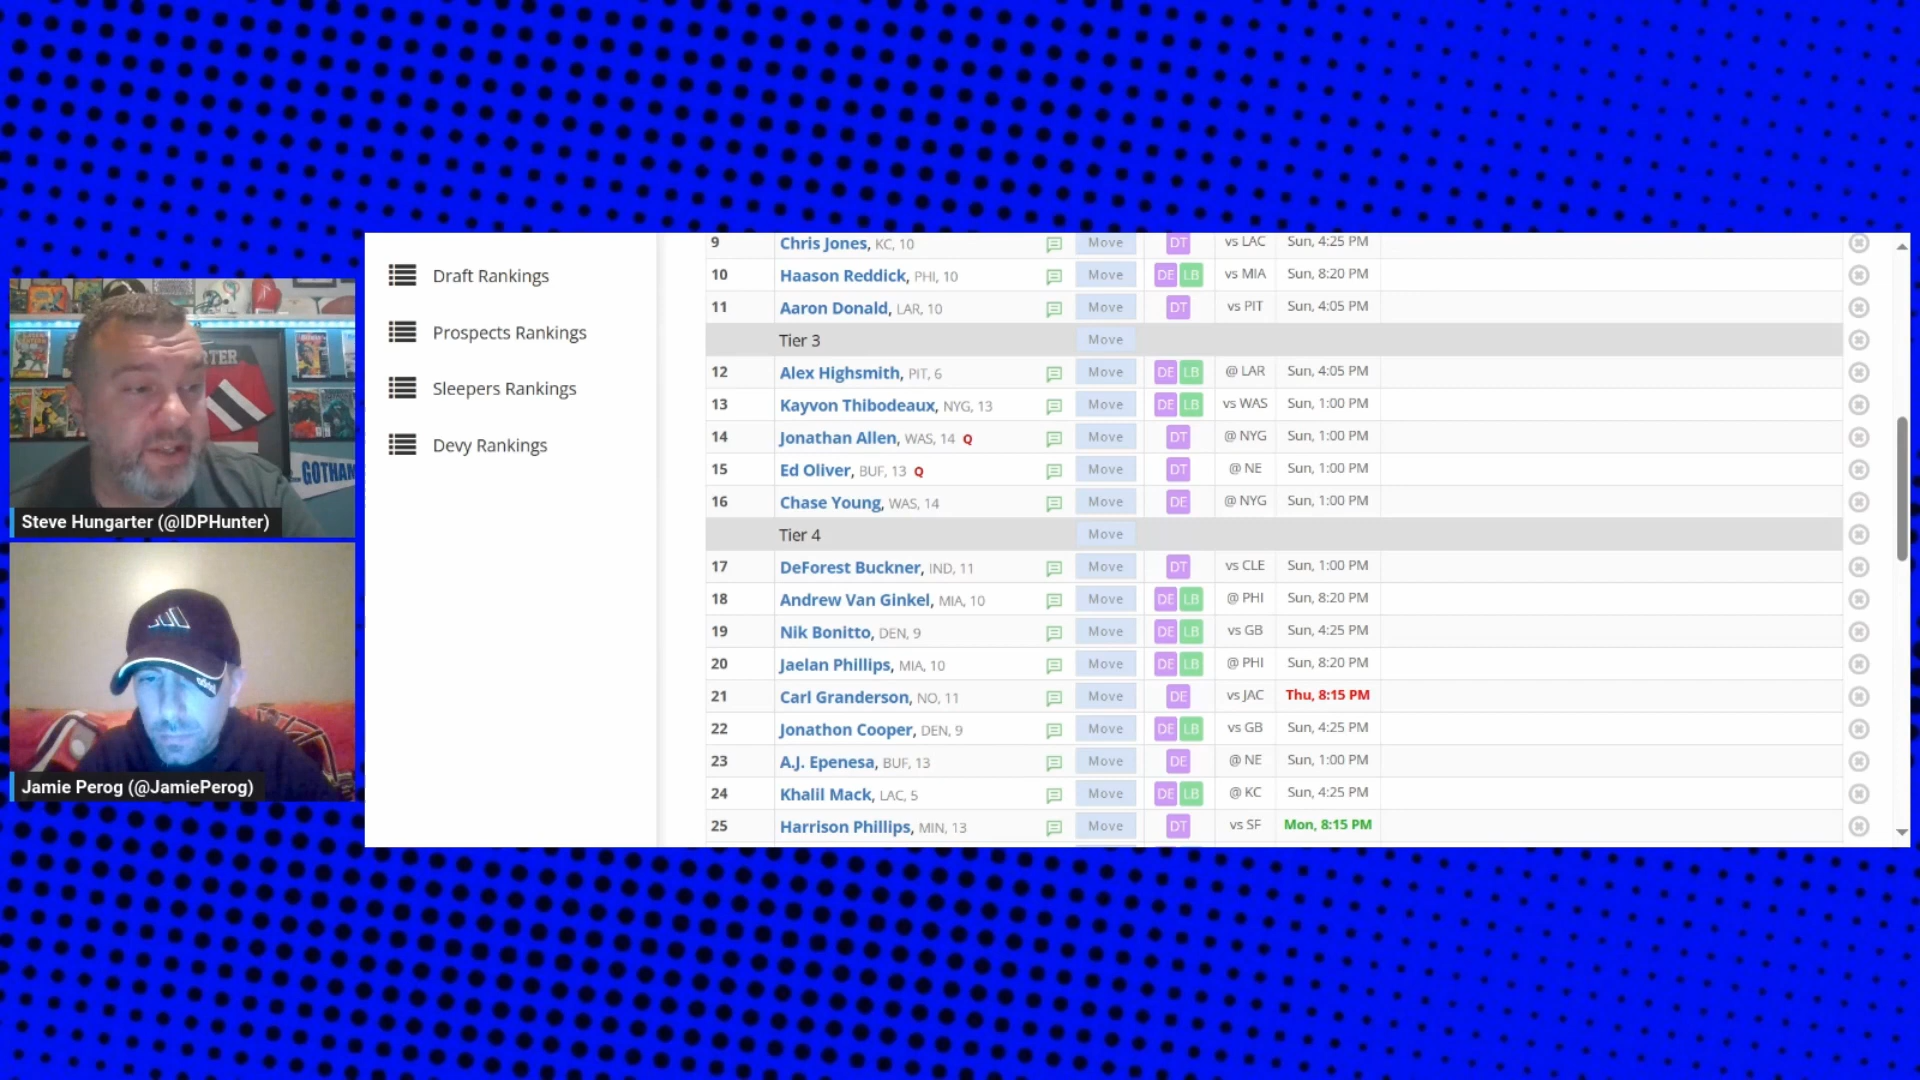 TER
GOTHAM
Steve Hungarter (@IDPHunter)
Jamie Perog (@JamiePerog)
Draft Rankings
Prospects Rankings
Sleepers Rankings
Devy Rankings
9 Chris Jones, KC, 10 Move DT vs LAC Sun, 4:25 PM
10 Haason Reddick, PHI, 10 Move DE LB vs MIA Sun, 8:20 PM
11 Aaron Donald, LAR, 10 Move DT vs PIT Sun, 4:05 PM
Tier 3 Move
12 Alex Highsmith, PIT, 6 Move DE LB @ LAR Sun, 4:05 PM
13 Kayvon Thibodeaux, NYG, 13 Move DE LB vs WAS Sun, 1:00 PM
14 Jonathan Allen, WAS, 14 Q Move DT @ NYG Sun, 1:00 PM
15 Ed Oliver, BUF, 13 Q Move DT @ NE Sun, 1:00 PM
16 Chase Young, WAS, 14 Move DE @ NYG Sun, 1:00 PM
Tier 4 Move
17 DeForest Buckner, IND, 11 Move DT vs CLE Sun, 1:00 PM
18 Andrew Van Ginkel, MIA, 10 Move DE LB @ PHI Sun, 8:20 PM
19 Nik Bonitto, DEN, 9 Move DE LB vs GB Sun, 4:25 PM
20 Jaelan Phillips, MIA, 10 Move DE LB @ PHI Sun, 8:20 PM
21 Carl Granderson, NO, 11 Move DE vs JAC Thu, 8:15 PM
22 Jonathon Cooper, DEN, 9 Move DE LB vs GB Sun, 4:25 PM
23 A.J. Epenesa, BUF, 13 Move DE @ NE Sun, 1:00 PM
24 Khalil Mack, LAC, 5 Move DE LB @ KC Sun, 4:25 PM
25 Harrison Phillips, MIN, 13 Move DT vs SF Mon, 8:15 PM